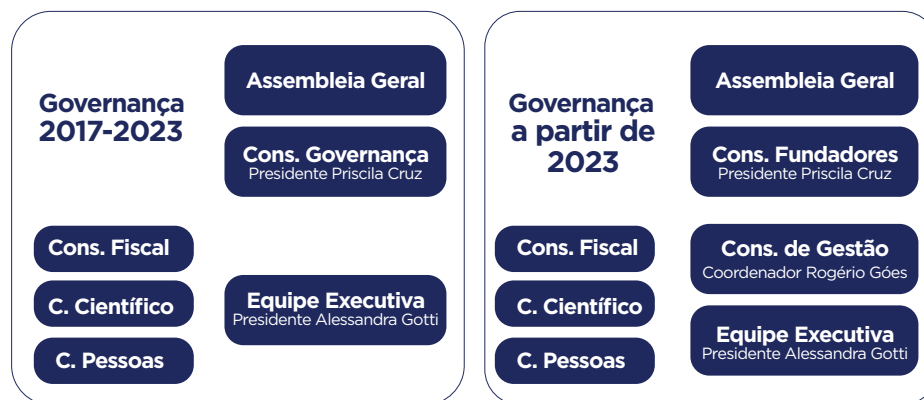 Governança
2017-2023
Assembleia Geral
Cons. Governança
Presidente Priscila Cruz
Cons. Fiscal
C. Científico
C. Pessoas
Equipe Executiva
Presidente Alessandra Gotti
Governança
a partir de
2023
Assembleia Geral
Cons. Fundadores
Presidente Priscila Cruz
Cons. Fiscal
C. Científico
C. Pessoas
Cons. de Gestão
Coordenador Rogério Góes
Equipe Executiva
Presidente Alessandra Gotti